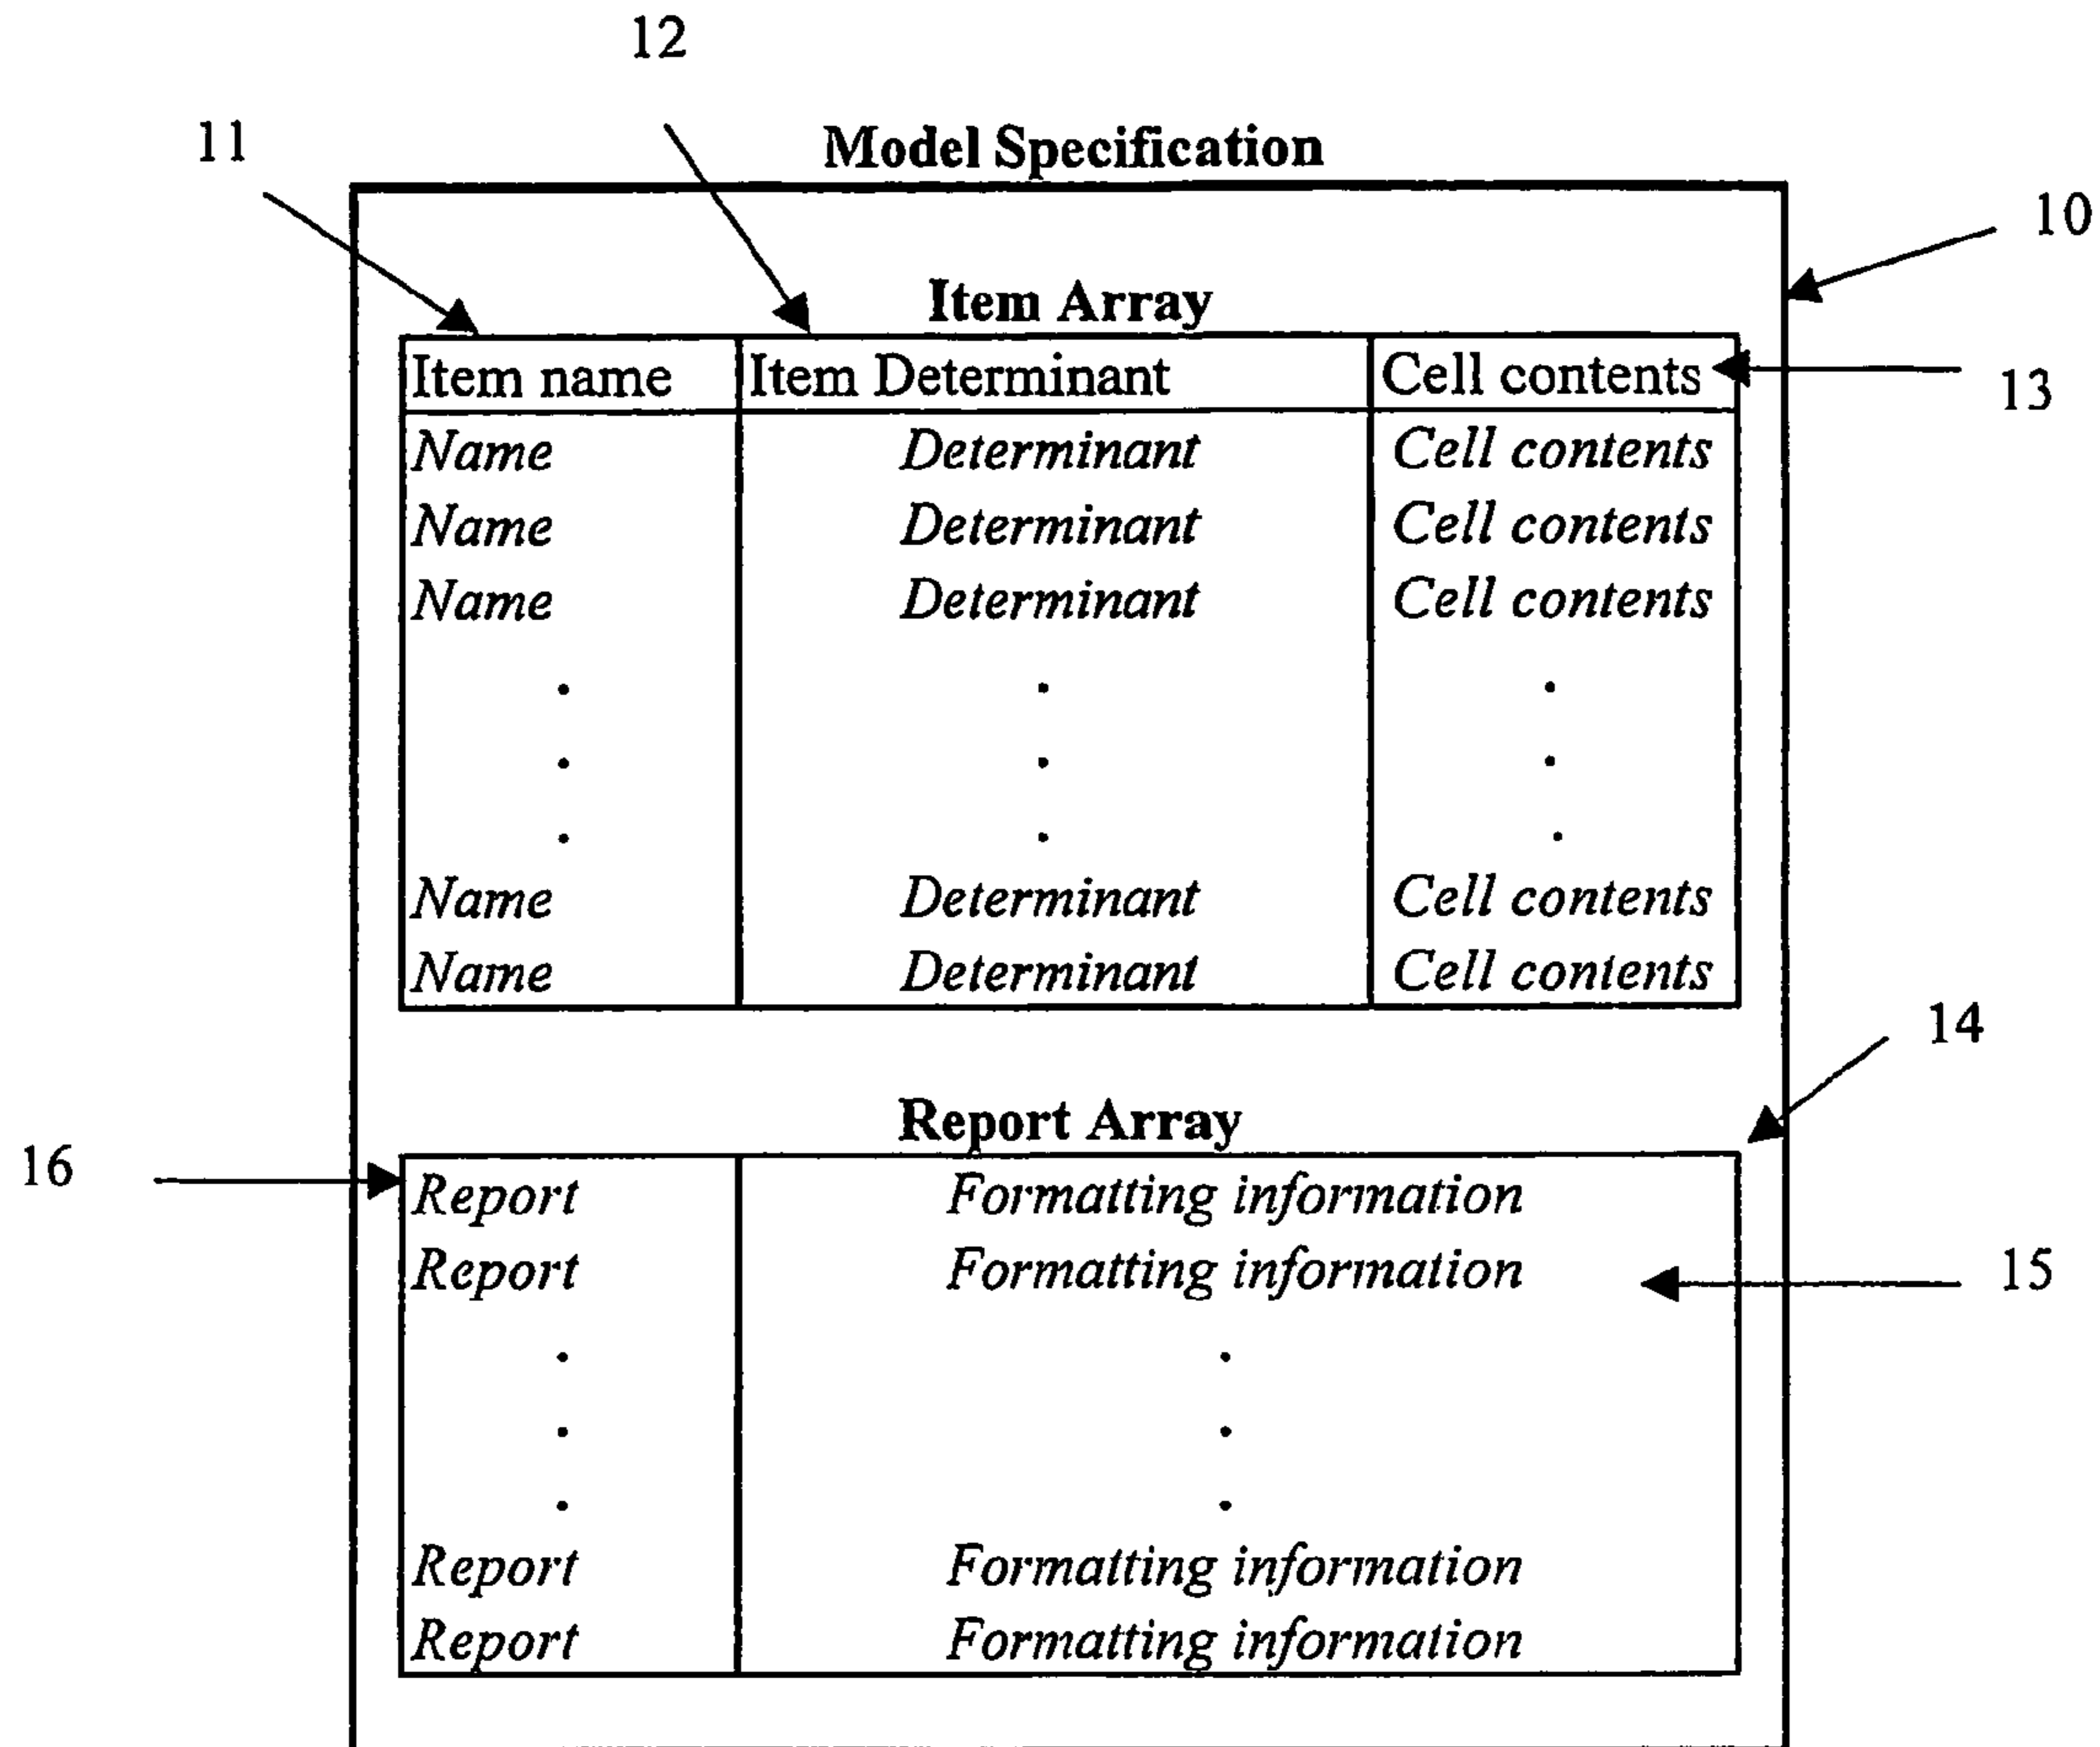 12
11
Model Specification
10
Item Array
Item name Item Determinant Cell contents
13
Name Determinant Cell contents
Name Determinant Cell contents
Name Determinant Cell contents
. . .
. . .
. . .
Name Determinant Cell contents
Name Determinant Cell contents
14
Report Array
16
Report Formatting information
Report Formatting information
15
. .
. .
. .
Report Formatting information
Report Formatting information